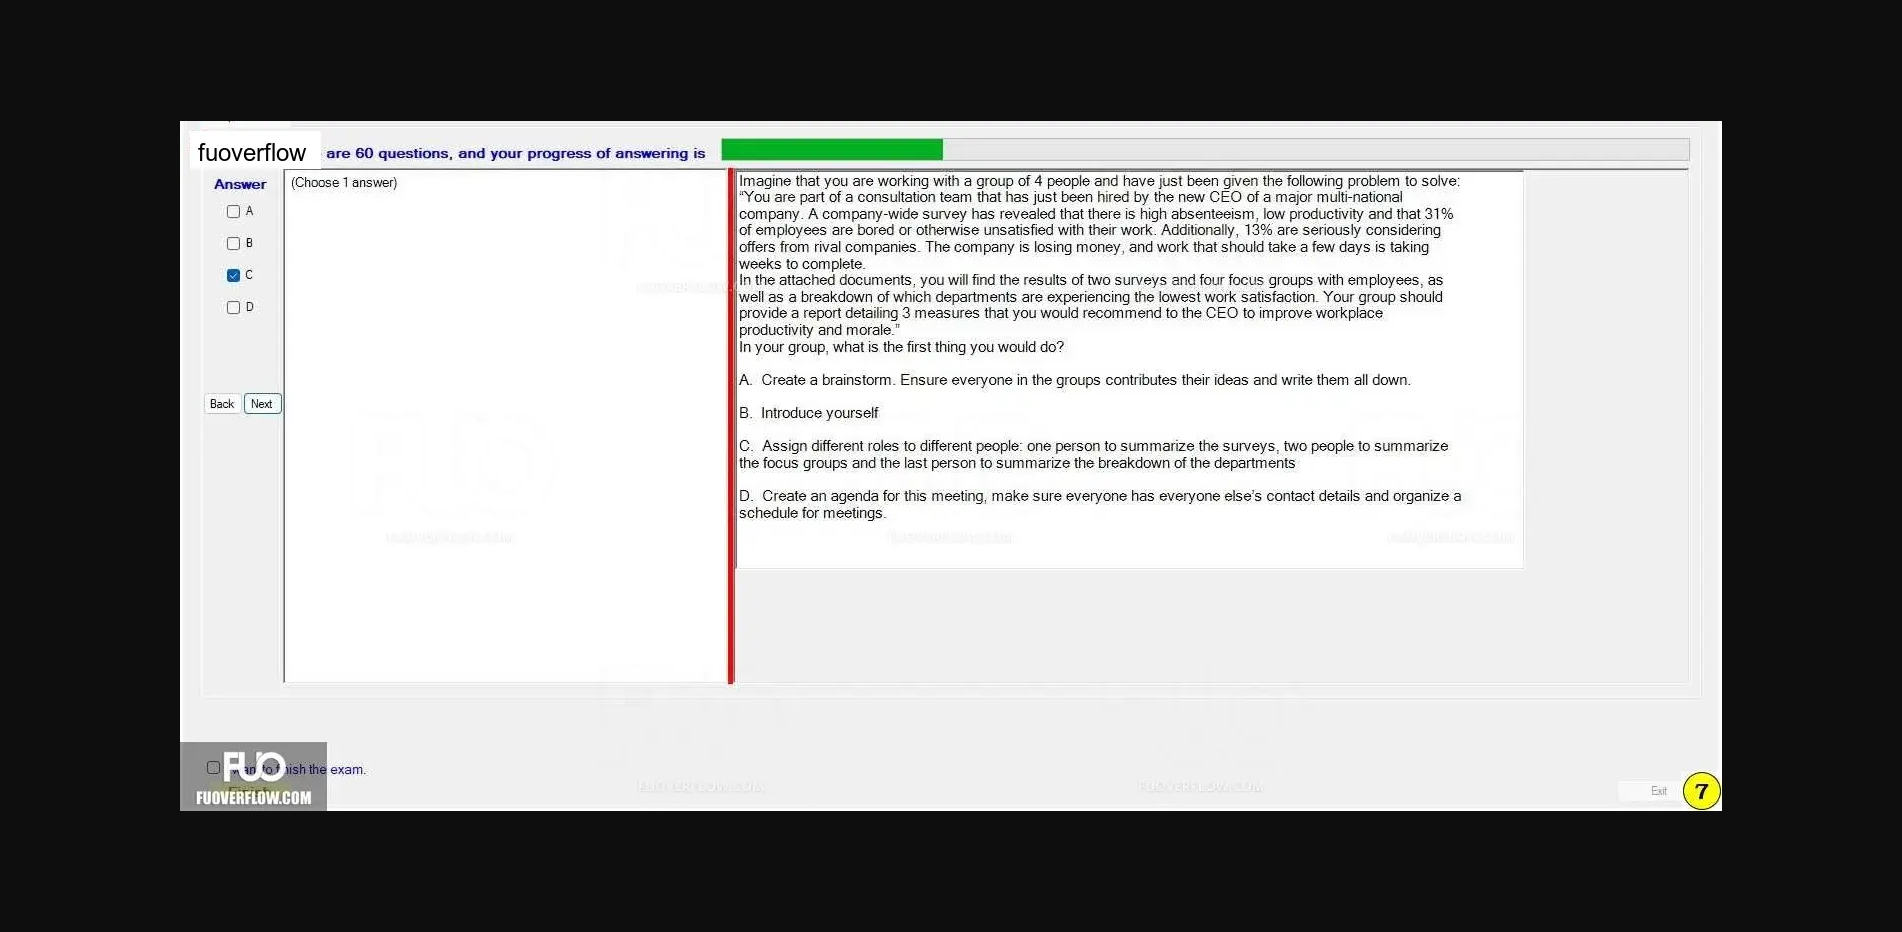 fuoverflow are 60 questions, and your progress of answering is
Answer
A
B
C
D
Back Next
(Choose 1 answer)
Imagine that you are working with a group of 4 people and have just been given the following problem to solve:
“You are part of a consultation team that has just been hired by the new CEO of a major multi-national
company. A company-wide survey has revealed that there is high absenteeism, low productivity and that 31%
of employees are bored or otherwise unsatisfied with their work. Additionally, 13% are seriously considering
offers from rival companies. The company is losing money, and work that should take a few days is taking
weeks to complete.
In the attached documents, you will find the results of two surveys and four focus groups with employees, as
well as a breakdown of which departments are experiencing the lowest work satisfaction. Your group should
provide a report detailing 3 measures that you would recommend to the CEO to improve workplace
productivity and morale.”
In your group, what is the first thing you would do?
A. Create a brainstorm. Ensure everyone in the groups contributes their ideas and write them all down.
B. Introduce yourself
C. Assign different roles to different people: one person to summarize the surveys, two people to summarize
the focus groups and the last person to summarize the breakdown of the departments
D. Create an agenda for this meeting, make sure everyone has everyone else’s contact details and organize a
schedule for meetings.
the exam.
FUO
FUOVERFLOW.COM
FUOVERFLOW.COM
FUOVERFLOW.COM
Exit 7